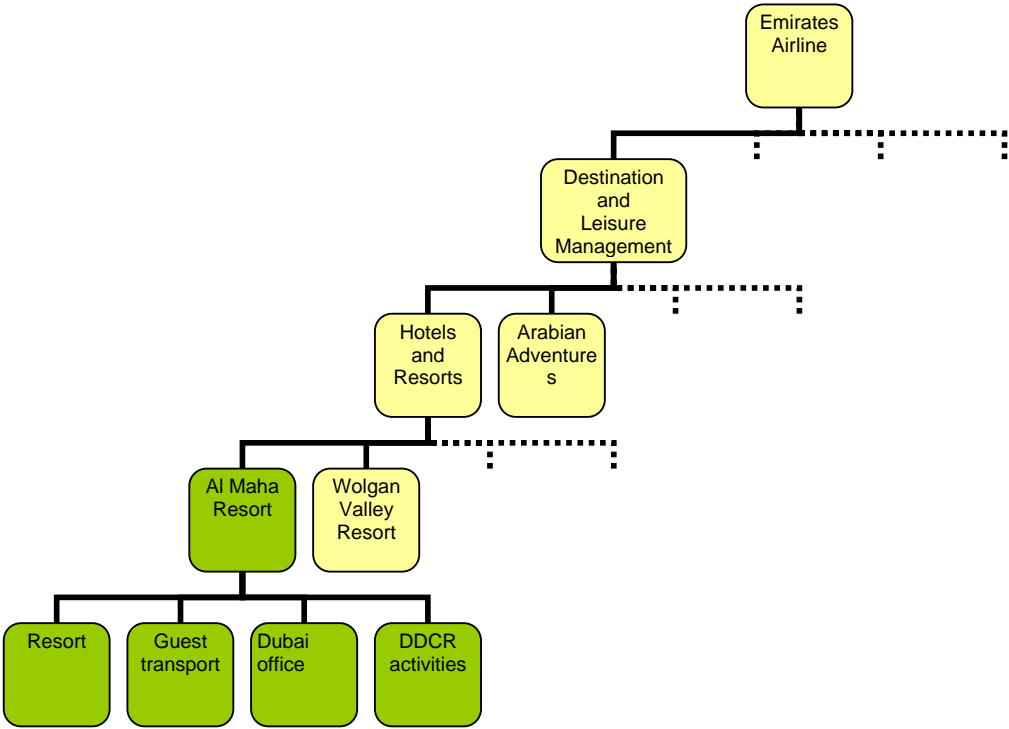 Emirates
Airline
Destination
and
Leisure
Management
Hotels
and
Resorts
Arabian
Adventure
s
Al Maha
Resort
Wolgan
Valley
Resort
Resort
Guest
transport
Dubai
office
DDCR
activities